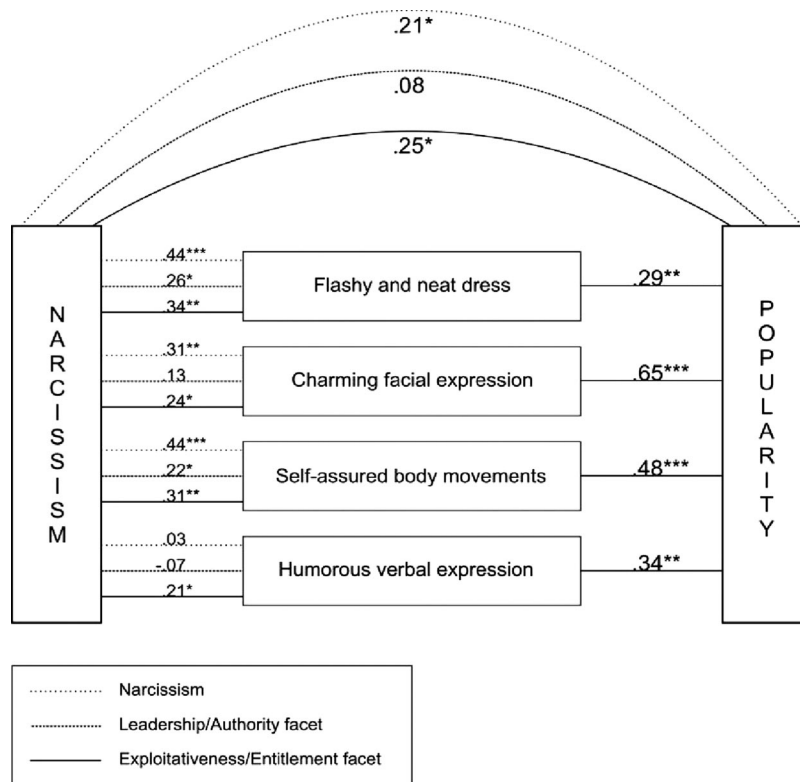 .21*
.08
.25*
NARCISSISM
.44***
.26*
.34**
Flashy and neat dress
.29**
.31**
.13
.24*
Charming facial expression
.65***
.44***
.22*
.31**
Self-assured body movements
.48***
.03
-.07
.21*
Humorous verbal expression
.34**
POPULARITY
Narcissism
Leadership/Authority facet
Exploitativeness/Entitlement facet